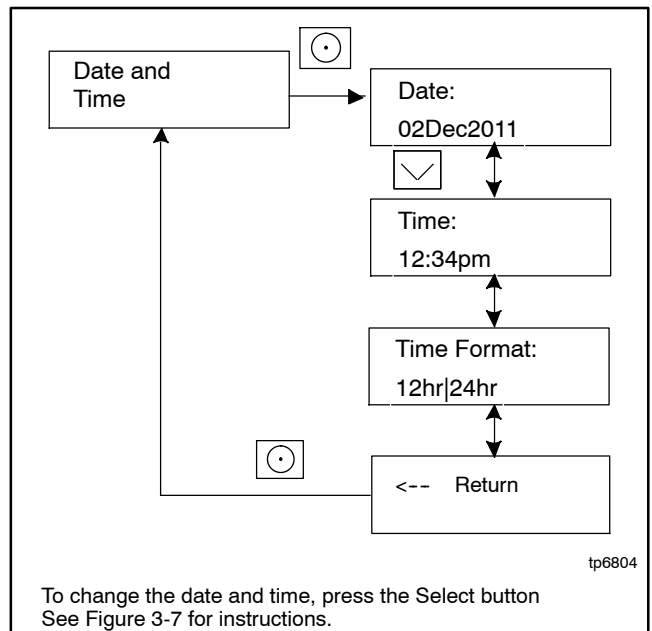 Date and
Time
Date:
02Dec2011
Time:
12:34pm
Time Format:
12hr|24hr
<-- Return
tp6804
To change the date and time, press the Select button
See Figure 3-7 for instructions.